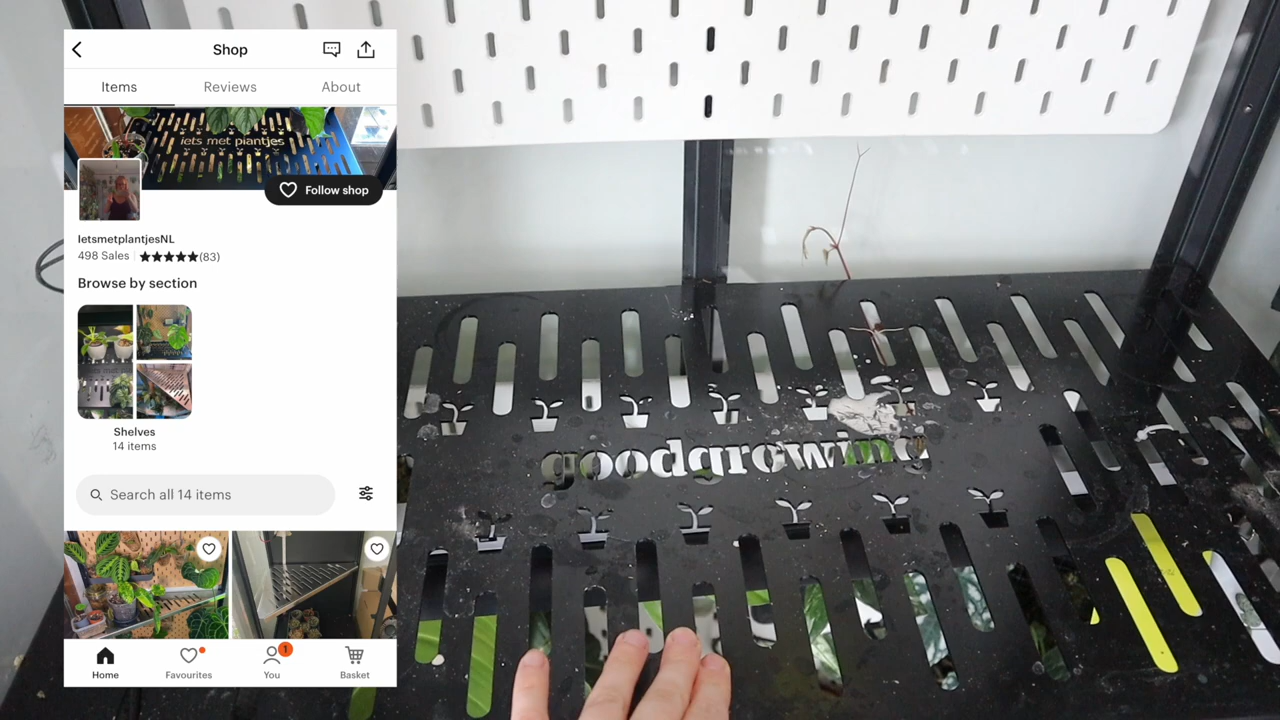 Shop
Items
Reviews
About
iets met plantjes
Follow shop
IetsmetplantjesNL
498 Sales
(83)
Browse by section
Shelves
14 items
Search all 14 items
Home
Favourites
1
You
Basket
goodgrowing